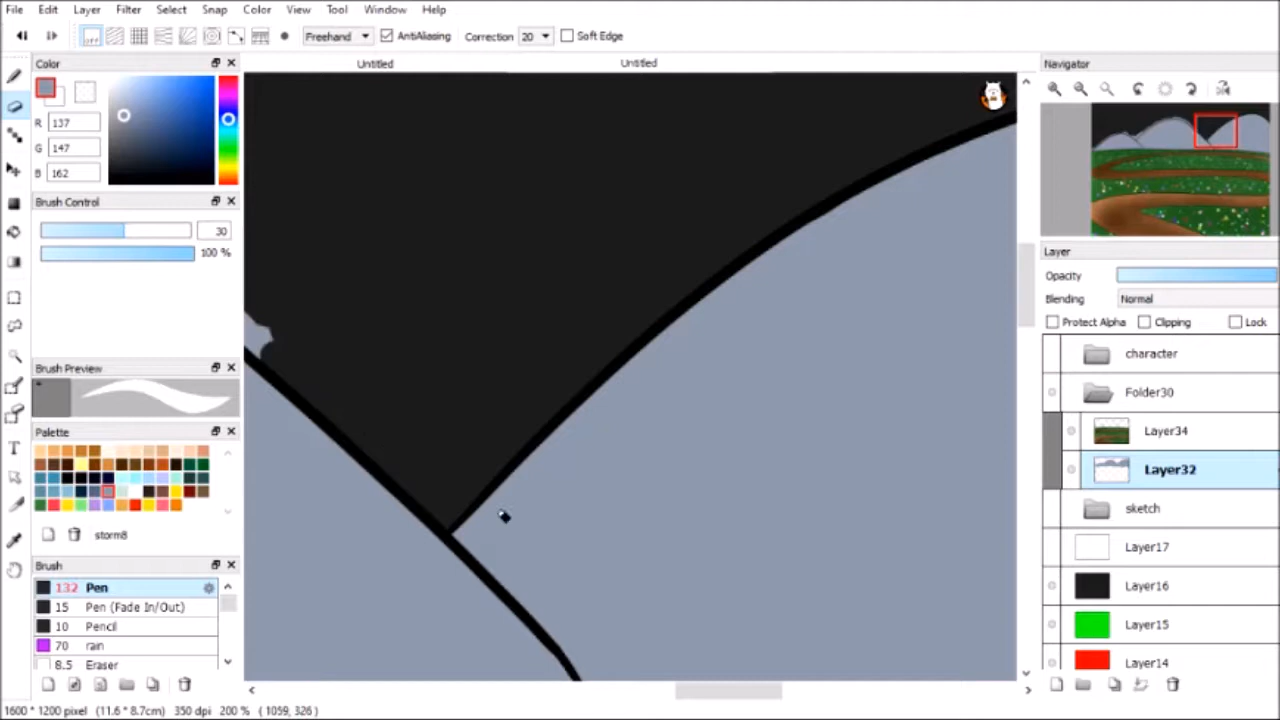 File Edit Layer Filter Select Snap Color View Tool Window Help
off Freehand AntiAliasing Correction 20 Soft Edge
Color
Untitled Untitled
Navigator
R 137
G 147
B 162
Brush Control
30
100 %
Layer
Opacity
Blending Normal
Protect Alpha Clipping Lock
character
Brush Preview
Folder30
Palette
Layer34
Layer32
sketch
storm8
Layer17
Brush
132 Pen
Layer16
15 Pen (Fade In/Out)
10 Pencil
Layer15
70 rain
8.5 Eraser
Layer14
1600 * 1200 pixel (11.6 * 8.7cm) 350 dpi 200 % ( 1059, 326 )